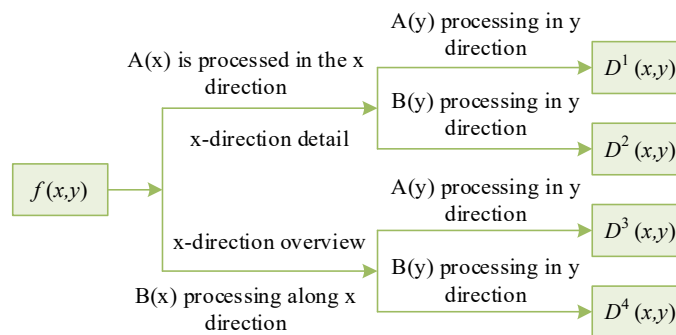 A(y) processing in y
direction
D¹ (x,y)
A(x) is processed in the x
direction
B(y) processing in y
direction
x-direction detail
D² (x,y)
f(x,y)
A(y) processing in y
direction
D³ (x,y)
x-direction overview
B(y) processing in y
direction
B(x) processing along x
direction
D⁴ (x,y)